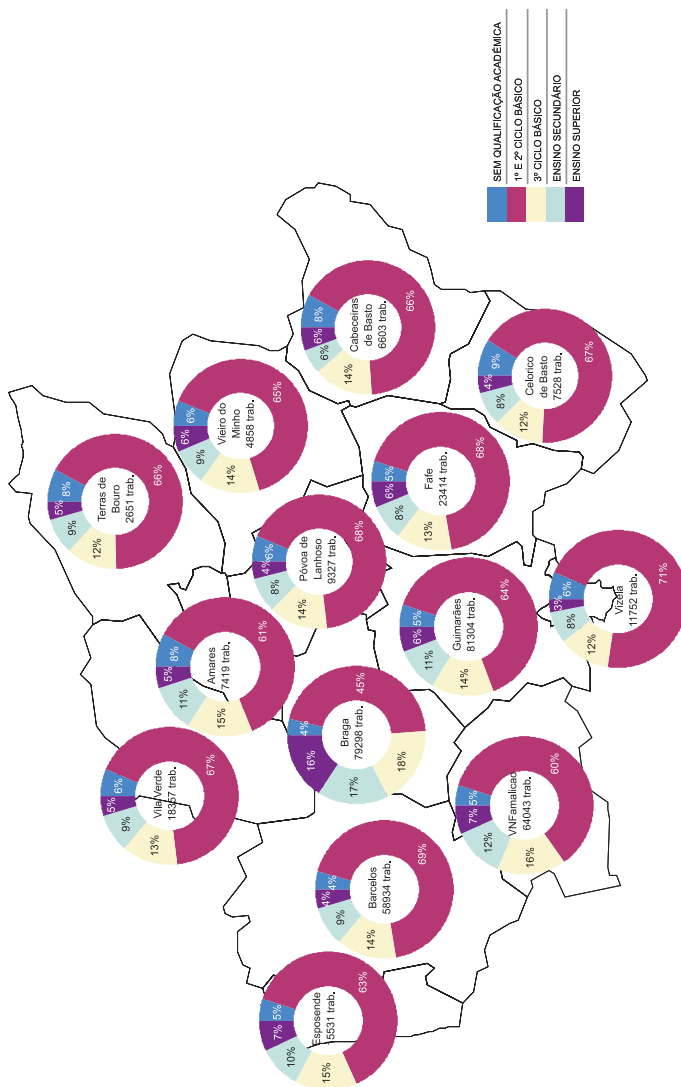 Terras de
Bouro
2651 trab.
5%
8%
9%
12%
66%
Vieiro do
Minho
4858 trab.
6%
6%
9%
14%
65%
Cabeceiras
de Basto
6603 trab.
6%
8%
6%
14%
66%
Vila Verde
18357 trab.
5%
6%
9%
13%
67%
Amares
7419 trab.
5%
8%
11%
15%
61%
Póvoa de
Lanhoso
9327 trab.
4%
6%
8%
14%
68%
Fafe
23414 trab.
6%
5%
8%
13%
68%
Celorico
de Basto
7528 trab.
4%
9%
8%
12%
67%
Esposende
15531 trab.
7%
5%
10%
15%
63%
Barcelos
58934 trab.
4%
4%
9%
14%
69%
Braga
79298 trab.
16%
4%
17%
18%
45%
Guimarães
81304 trab.
6%
5%
11%
14%
64%
VNFamalicao
64043 trab.
7%
5%
12%
16%
60%
Vizela
11752 trab.
3%
6%
8%
12%
71%
SEM QUALIFICAÇÃO ACADÉMICA
1º E 2º CICLO BÁSICO
3º CICLO BÁSICO
ENSINO SECUNDÁRIO
ENSINO SUPERIOR